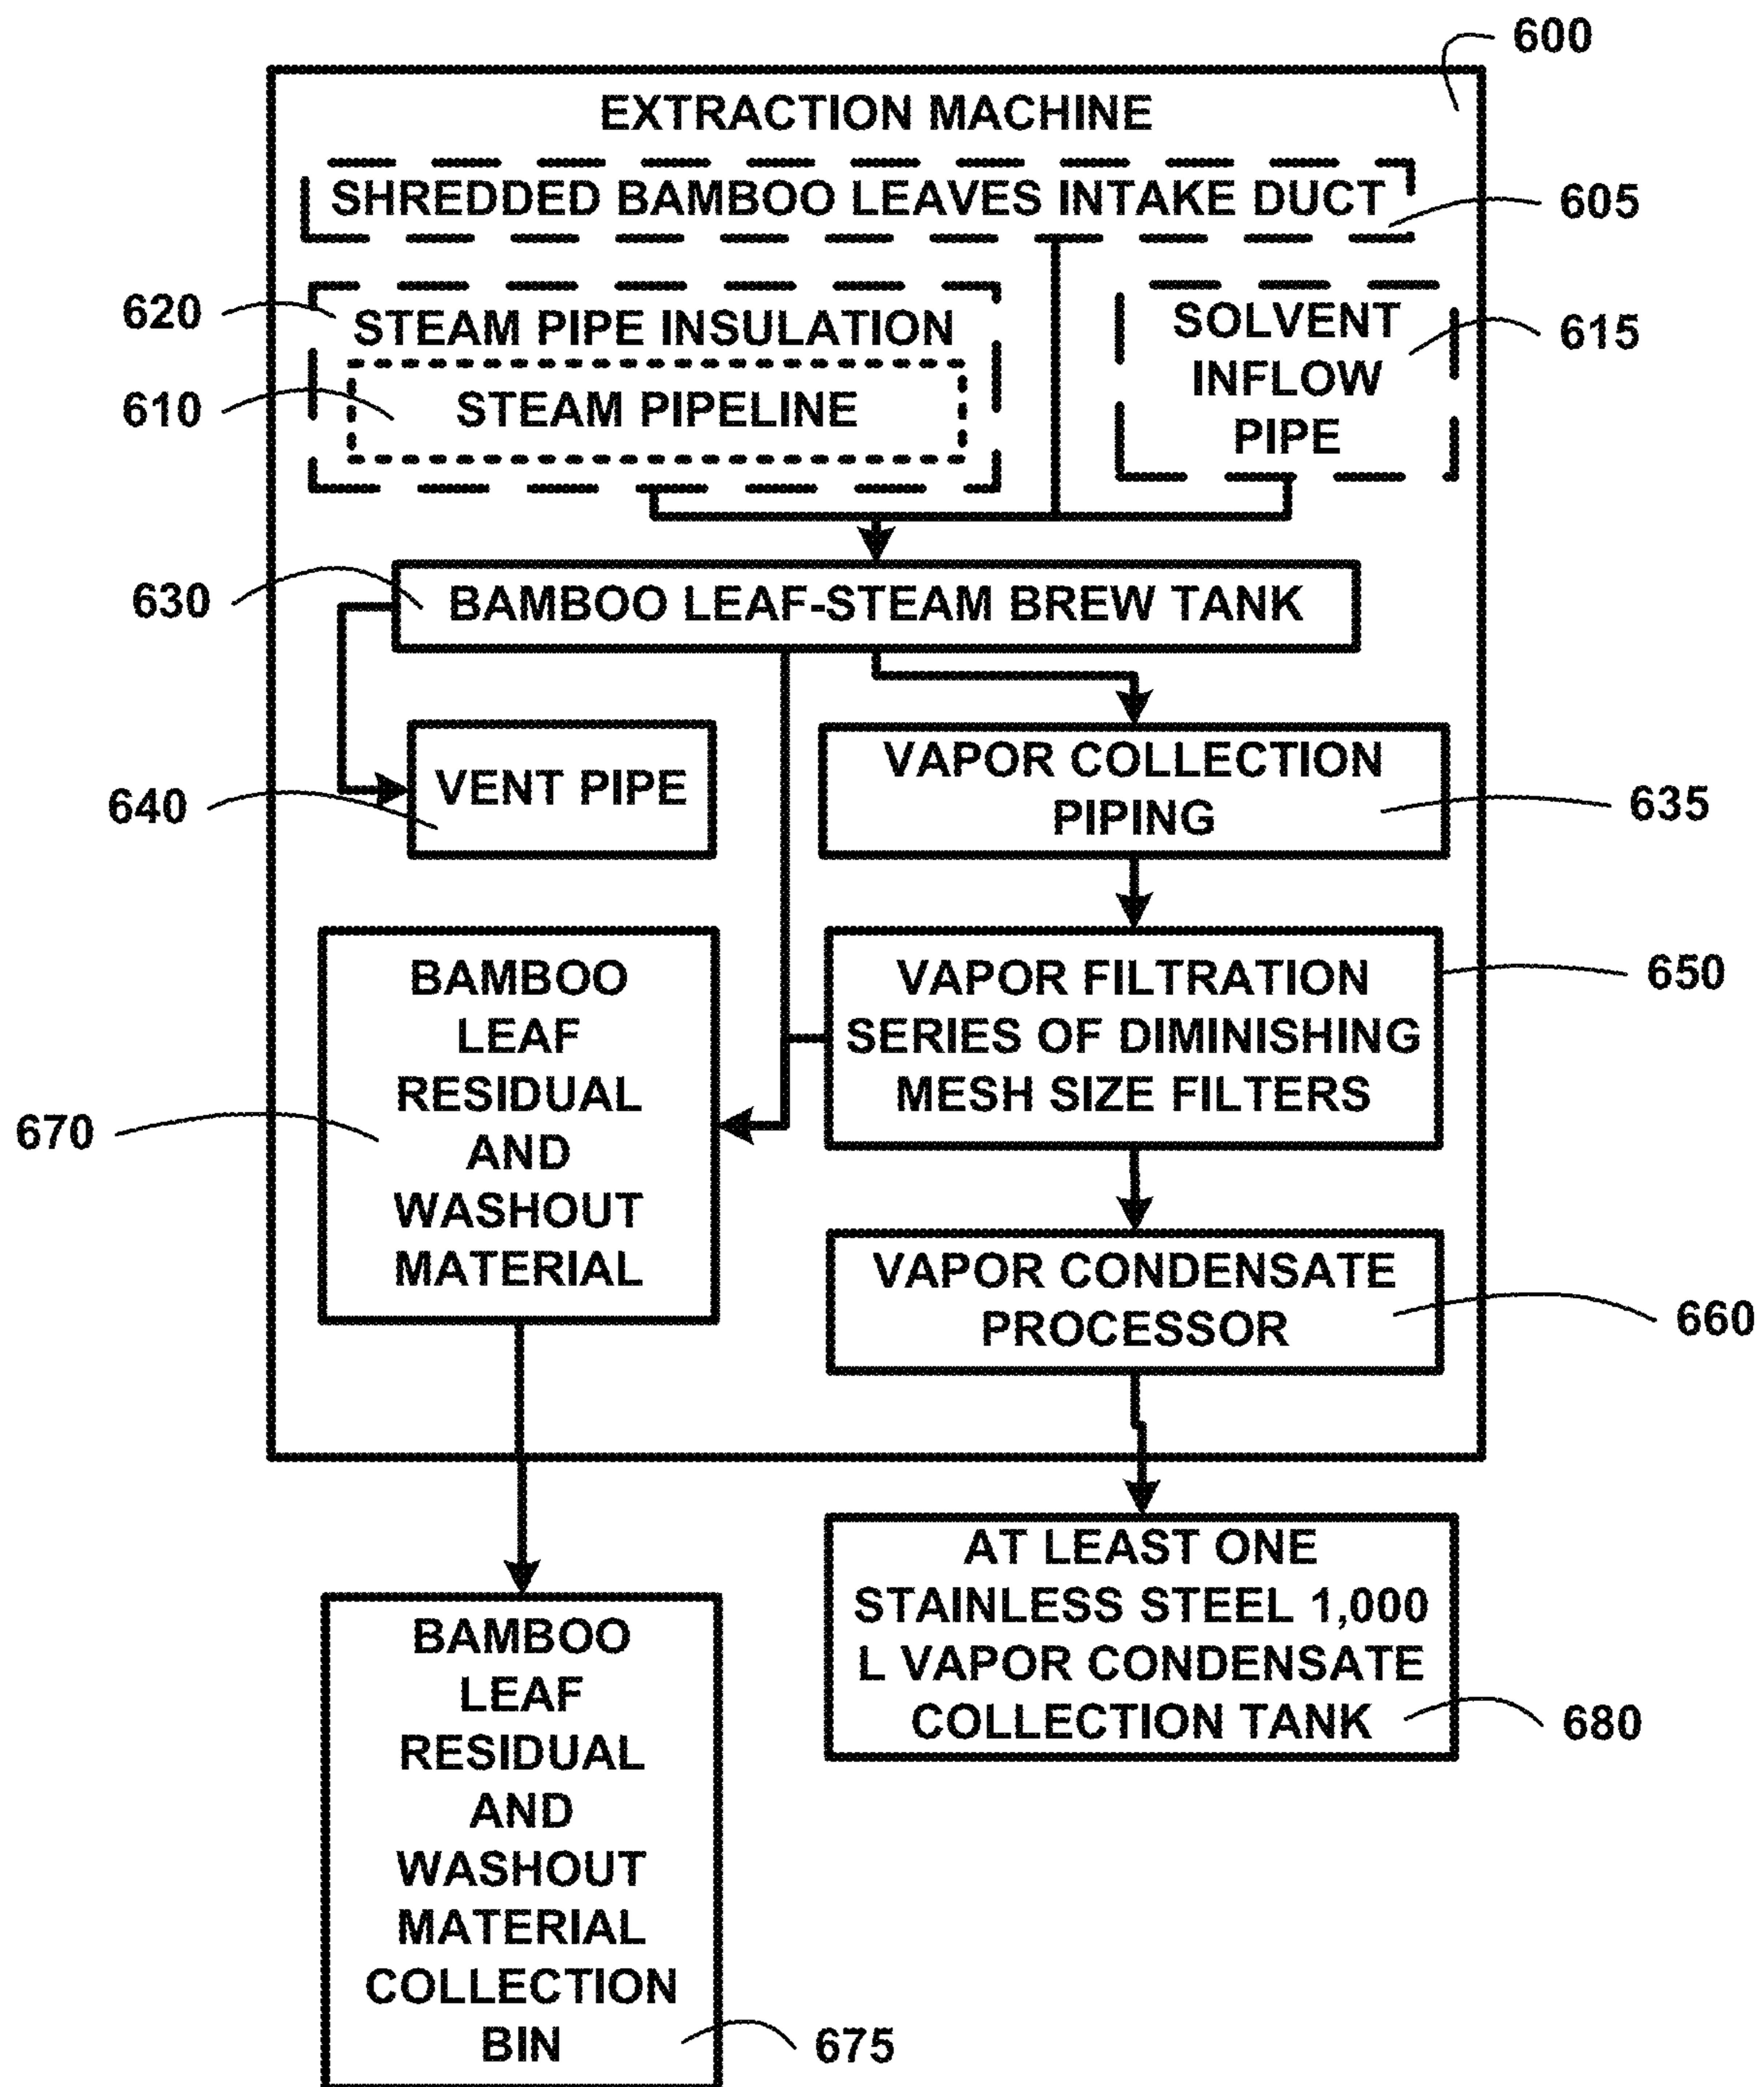 600
EXTRACTION MACHINE
SHREDDED BAMBOO LEAVES INTAKE DUCT
605
620
STEAM PIPE INSULATION
610
STEAM PIPELINE
SOLVENT
INFLOW
PIPE
615
630
BAMBOO LEAF-STEAM BREW TANK
VENT PIPE
640
VAPOR COLLECTION
PIPING
635
BAMBOO
LEAF
RESIDUAL
AND
WASHOUT
MATERIAL
670
VAPOR FILTRATION
SERIES OF DIMINISHING
MESH SIZE FILTERS
650
VAPOR CONDENSATE
PROCESSOR
660
AT LEAST ONE
STAINLESS STEEL 1,000
L VAPOR CONDENSATE
COLLECTION TANK
680
BAMBOO
LEAF
RESIDUAL
AND
WASHOUT
MATERIAL
COLLECTION
BIN
675